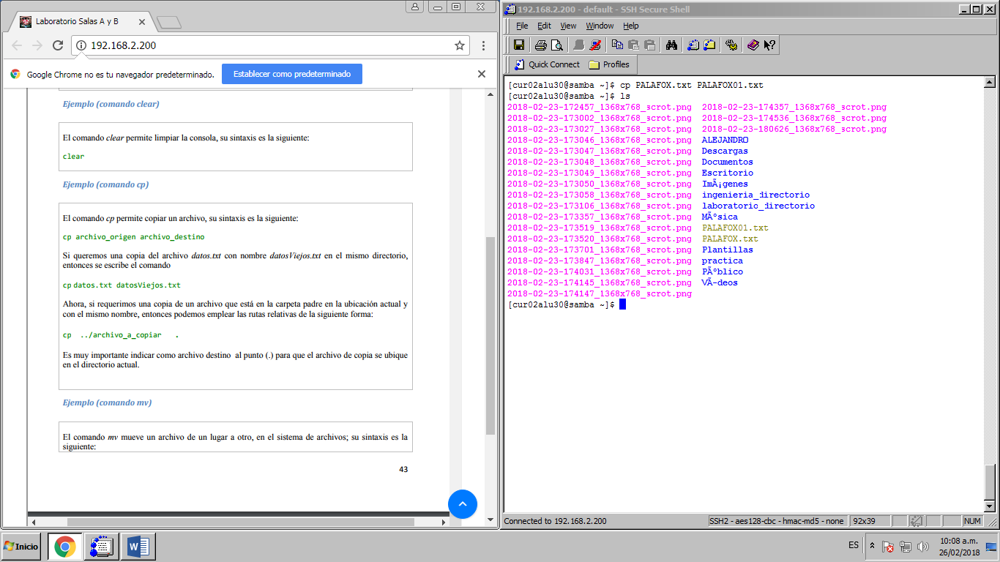 Laboratorio Salas A y B
192.168.2.200
Google Chrome no es tu navegador predeterminado.
Establecer como predeterminado
Ejemplo (comando clear)
El comando clear permite limpiar la consola, su sintaxis es la siguiente:
clear
Ejemplo (comando cp)
El comando cp permite copiar un archivo, su sintaxis es la siguiente:
cp archivo_origen archivo_destino
Si queremos una copia del archivo datos.txt con nombre datosViejos.txt en el mismo directorio,
entonces se escribe el comando
cp datos.txt datosViejos.txt
Ahora, si requerimos una copia de un archivo que está en la carpeta padre en la ubicación actual y
con el mismo nombre, entonces podemos emplear las rutas relativas de la siguiente forma:
cp ../archivo_a_copiar .
Es muy importante indicar como archivo destino al punto (.) para que el archivo de copia se ubique
en el directorio actual.
Ejemplo (comando mv)
El comando mv mueve un archivo de un lugar a otro, en el sistema de archivos; su sintaxis es la
siguiente:
43
192.168.2.200 - default - SSH Secure Shell
File Edit View Window Help
Quick Connect Profiles
[cur02alu30@samba ~]$ cp PALAFOX.txt PALAFOX01.txt
[cur02alu30@samba ~]$ ls
2018-02-23-172457_1368x768_scrot.png 2018-02-23-174357_1368x768_scrot.png
2018-02-23-173002_1368x768_scrot.png 2018-02-23-174536_1368x768_scrot.png
2018-02-23-173027_1368x768_scrot.png 2018-02-23-180626_1368x768_scrot.png
2018-02-23-173046_1368x768_scrot.png ALEJANDRO
2018-02-23-173047_1368x768_scrot.png Descargas
2018-02-23-173048_1368x768_scrot.png Documentos
2018-02-23-173049_1368x768_scrot.png Escritorio
2018-02-23-173050_1368x768_scrot.png ImÃ¡genes
2018-02-23-173058_1368x768_scrot.png ingenieria_directorio
2018-02-23-173106_1368x768_scrot.png laboratorio_directorio
2018-02-23-173357_1368x768_scrot.png MÃºsica
2018-02-23-173519_1368x768_scrot.png PALAFOX01.txt
2018-02-23-173520_1368x768_scrot.png PALAFOX.txt
2018-02-23-173701_1368x768_scrot.png Plantillas
2018-02-23-173847_1368x768_scrot.png practica
2018-02-23-174031_1368x768_scrot.png PÃºblico
2018-02-23-174145_1368x768_scrot.png VÃ-deos
2018-02-23-174147_1368x768_scrot.png
[cur02alu30@samba ~]$
Connected to 192.168.2.200 SSH2 - aes128-cbc - hmac-md5 - none 92x39 NUM
Inicio
ES
10:08 a.m.
26/02/2018